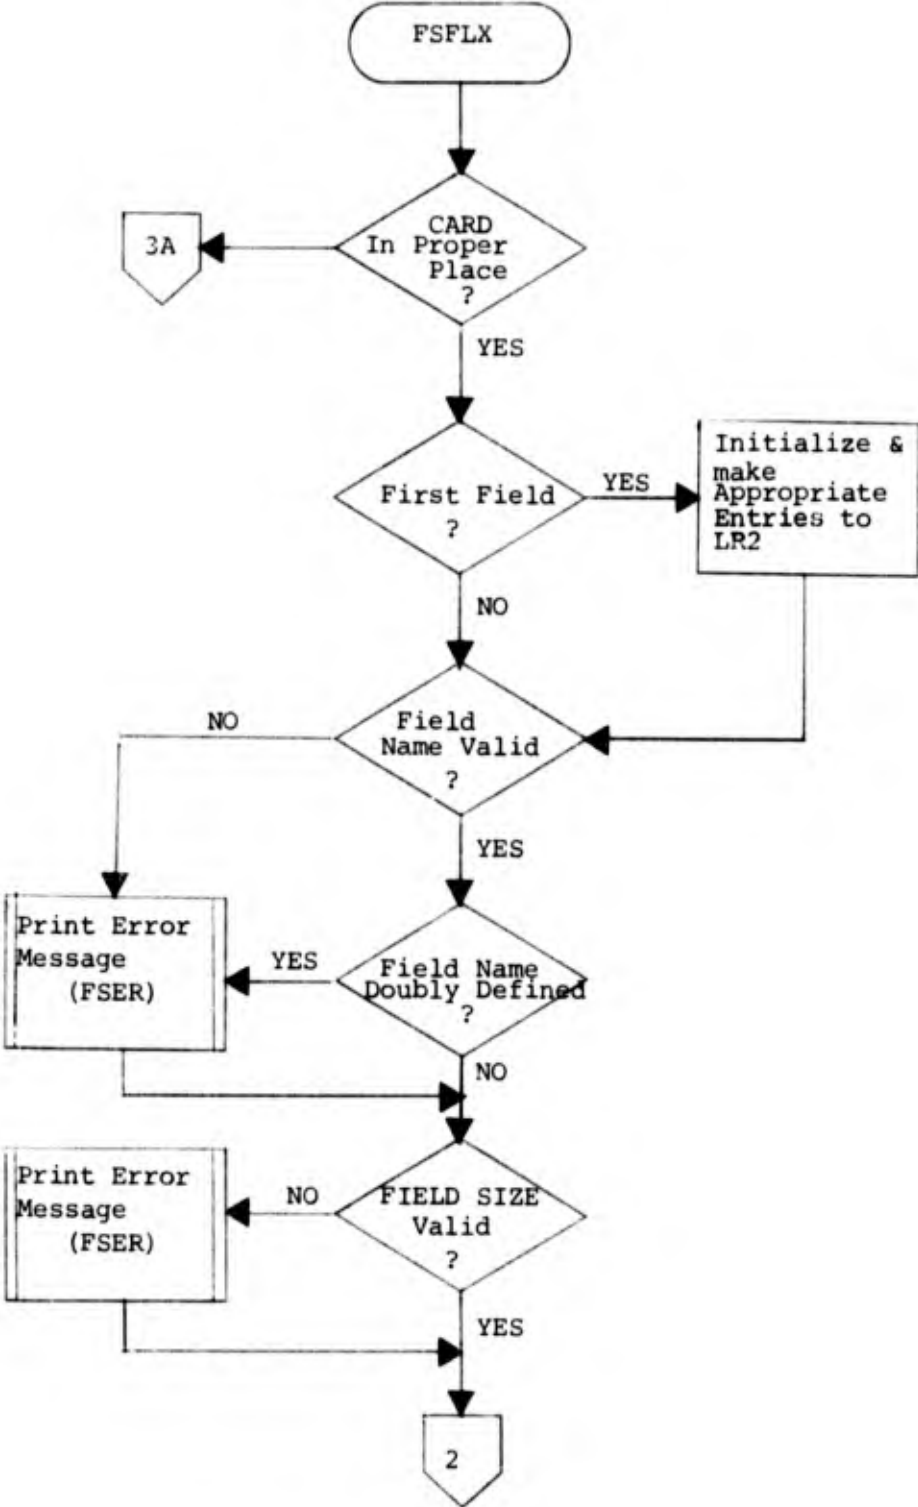 FSFLX
CARD
In Proper
Place
?
3A
YES
First Field
?
YES
Initialize &
make
Appropriate
Entries to
LR2
NO
Field
Name Valid
?
NO
YES
Print Error
Message
(FSER)
YES
Field Name
Doubly Defined
?
NO
Print Error
Message
(FSER)
NO
FIELD SIZE
Valid
?
YES
2